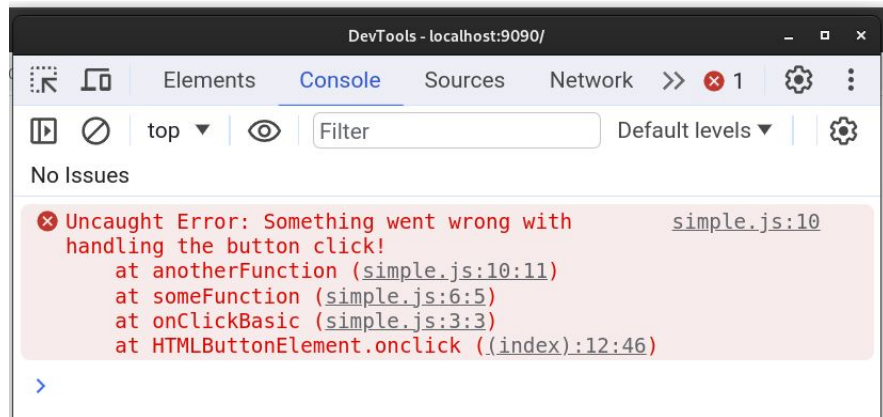 DevTools - localhost:9090/
Elements Console Sources Network 1
top Filter Default levels
No Issues
Uncaught Error: Something went wrong with simple.js:10
handling the button click!
at anotherFunction (simple.js:10:11)
at someFunction (simple.js:6:5)
at onClickBasic (simple.js:3:3)
at HTMLButtonElement.onclick ((index):12:46)